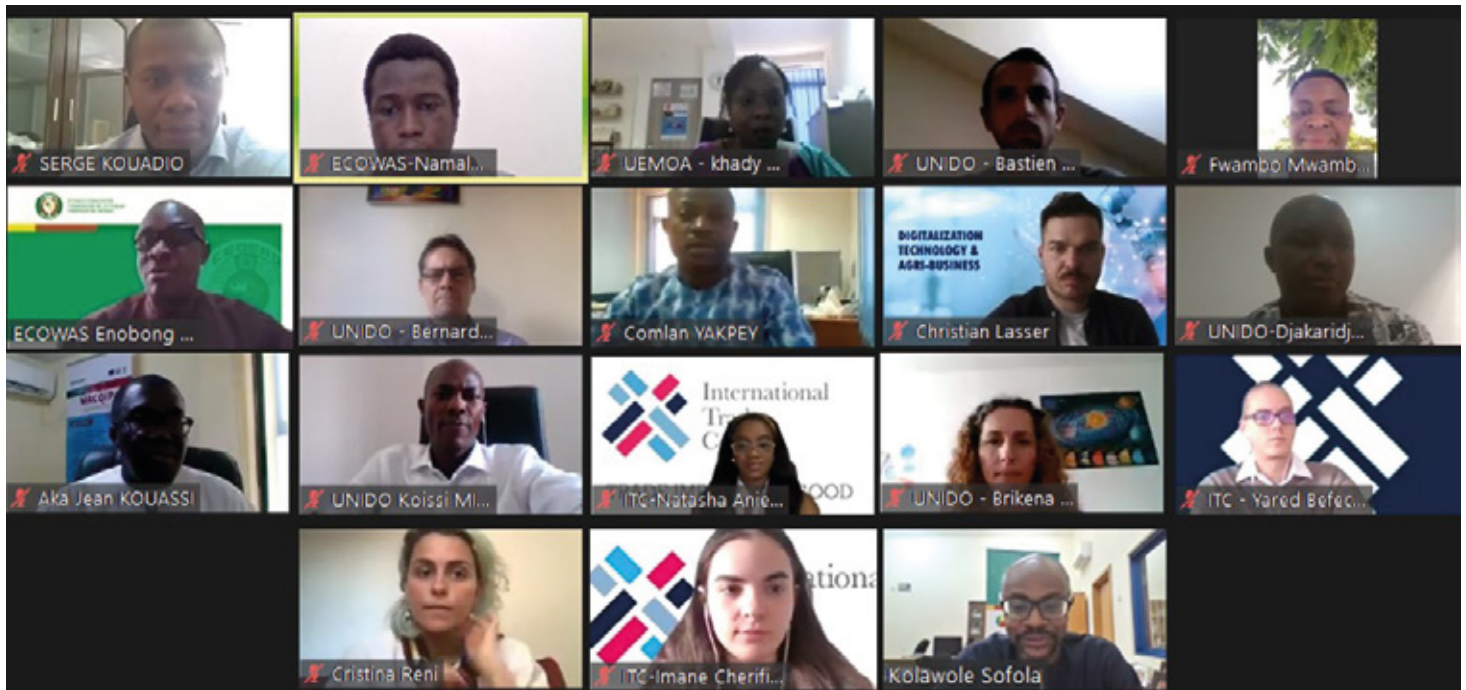 SERGE KOUADIO
ECOWAS-Namal...
UEMOA - khady ...
UNIDO - Bastien ...
Fwambo Mwamb...
ECOWAS Enobong ...
UNIDO - Bernard...
Comlan YAKPEY
DIGITALIZATION
TECHNOLOGY &
AGRI-BUSINESS
Christian Lasser
UNIDO-Djakaridj...
Aka Jean KOUASSI
UNIDO Koissi MI...
International
ITC-Natasha Anie...
UNIDO - Brikena ...
ITC - Yared Befec...
Cristina Reni
ITC-Imane Cherifi...
Kolawole Sofola